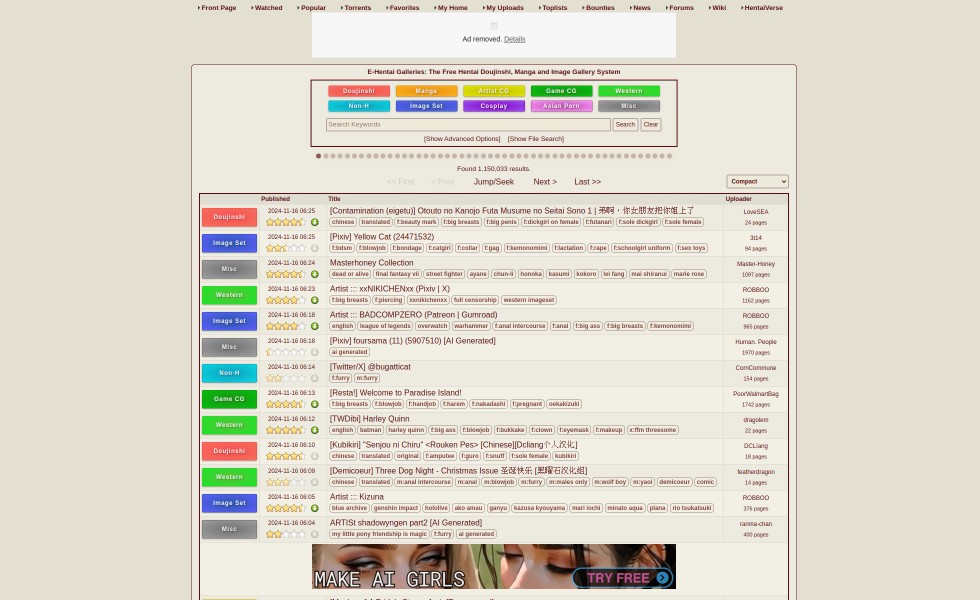 Front Page Watched Popular Torrents Favorites My Home My Uploads Toplists Bounties News Forums Wiki HentaiVerse
Ad removed. Details
E-Hentai Galleries: The Free Hentai Doujinshi, Manga and Image Gallery System
Doujinshi Manga Artist CG Game CG Western
Non-H Image Set Cosplay Asian Porn Misc
Search Keywords Search Clear
[Show Advanced Options] [Show File Search]
Found 1,150,033 results.
<< First < Prev Jump/Seek Next > Last >> Compact
Published Title Uploader
Doujinshi 2024-11-16 06:25 [Contamination (eigetu)] Otouto no Kanojo Futa Musume no Seitai Sono 1 | 弟啊，你女朋友把你姐上了 LoveSEA
chinese translated f:beauty mark f:big breasts f:big penis f:dickgirl on female f:futanari f:sole dickgirl f:sole female 24 pages
Image Set 2024-11-16 06:25 [Pixiv] Yellow Cat (24471532) 3t14
f:bdsm f:blowjob f:bondage f:catgirl f:collar f:gag f:kemonomimi f:lactation f:rape f:schoolgirl uniform f:sex toys 94 pages
Misc 2024-11-16 06:24 Masterhoney Collection Master-Honey
dead or alive final fantasy vii street fighter ayane chun-li honoka kasumi kokoro lei fang mai shiranui marie rose 1097 pages
Western 2024-11-16 06:23 Artist ::: xxNIKICHENxx (Pixiv | X) ROBBOO
f:big breasts f:piercing xxnikichenxx full censorship western imageset 1162 pages
Image Set 2024-11-16 06:18 Artist ::: BADCOMPZERO (Patreon | Gumroad) ROBBOO
english league of legends overwatch warhammer f:anal intercourse f:anal f:big ass f:big breasts f:kemonomimi 965 pages
Misc 2024-11-16 06:18 [Pixiv] foursama (11) (5907510) [AI Generated] Human. People
ai generated 1970 pages
Non-H 2024-11-16 06:14 [Twitter/X] @bugatticat CornCommune
f:furry m:furry 154 pages
Game CG 2024-11-16 06:13 [Resta!] Welcome to Paradise Island! PoorWalmartBag
f:big breasts f:blowjob f:handjob f:harem f:nakadashi f:pregnant oekakizuki 1742 pages
Western 2024-11-16 06:12 [TWDibi] Harley Quinn dragolem
english batman harley quinn f:big ass f:blowjob f:bukkake f:clown f:eyemask f:makeup x:ffm threesome 22 pages
Doujinshi 2024-11-16 06:10 [Kubikiri] "Senjou ni Chiru" <Rouken Pes> [Chinese][Dcliang个人汉化] DCLiang
chinese translated original f:amputee f:guro f:snuff f:sole female kubikiri 18 pages
Western 2024-11-16 06:09 [Demicoeur] Three Dog Night - Christmas Issue 圣诞快乐 [黑曜石汉化组] featherdragon
chinese translated m:anal intercourse m:anal m:blowjob m:furry m:males only m:wolf boy m:yaoi demicoeur comic 14 pages
Image Set 2024-11-16 06:05 Artist ::: Kizuna ROBBOO
blue archive genshin impact hololive ako amau ganyu kazusa kyouyama mari iochi minato aqua plana rio tsukatsuki 376 pages
Misc 2024-11-16 06:04 ARTISt shadowyngen part2 [AI Generated] ranma-chan
my little pony friendship is magic f:furry ai generated 400 pages
MAKE AI GIRLS TRY FREE